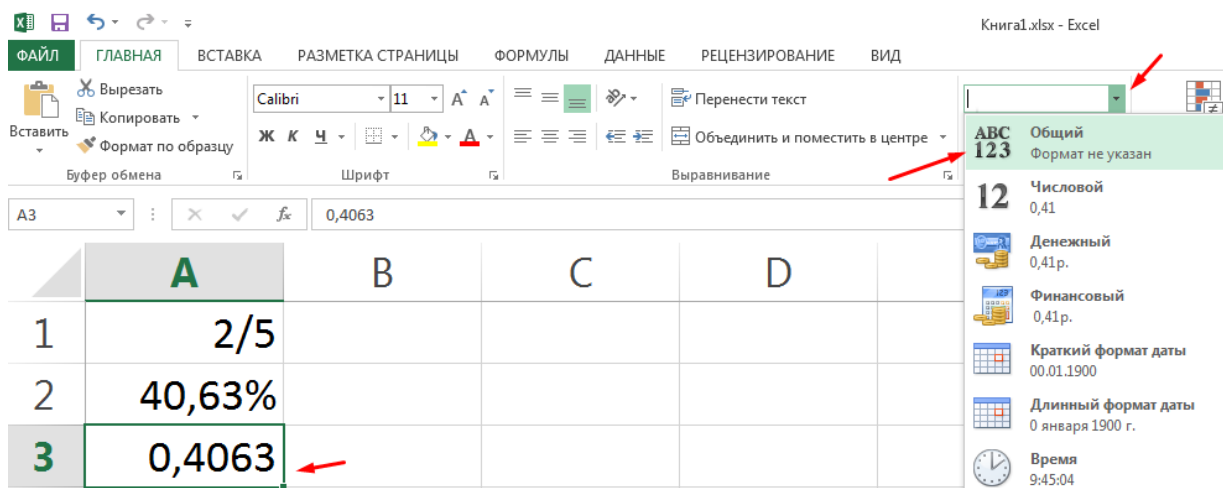 Книга1.xlsx - Excel
ФАЙЛ ГЛАВНАЯ ВСТАВКА РАЗМЕТКА СТРАНИЦЫ ФОРМУЛЫ ДАННЫЕ РЕЦЕНЗИРОВАНИЕ ВИД
Вставить
Вырезать
Копировать
Формат по образцу
Буфер обмена
Calibri 11 A A
Ж К Ч A
Шрифт
Перенести текст
Объединить и поместить в центре
Выравнивание
ABC 123
Общий
Формат не указан
12
Числовой
0,41
Денежный
0,41р.
Финансовый
0,41р.
Краткий формат даты
00.01.1900
Длинный формат даты
0 января 1900 г.
Время
9:45:04
A3 fx 0,4063
A B C D
1 2/5
2 40,63%
3 0,4063